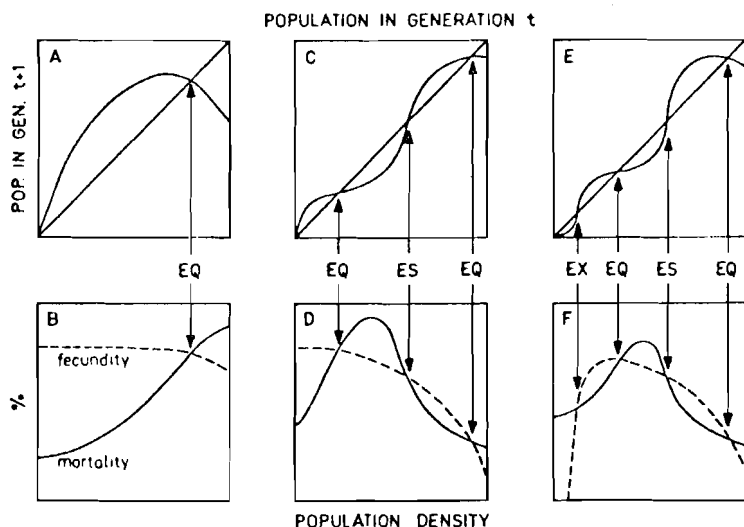 POPULATION IN GENERATION t
A
C
E
POP. IN GEN. t+1
EQ
EQ
ES
EQ
EX
EQ
ES
EQ
B
D
F
fecundity
mortality
%
POPULATION DENSITY